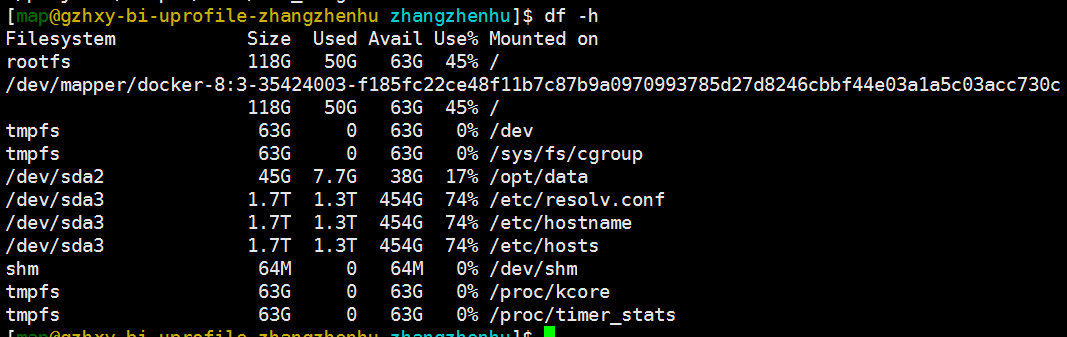 [map@gzhxy-bi-uprofile-zhangzhenhu zhangzhenhu]$ df -h
Filesystem            Size  Used Avail Use% Mounted on
rootfs                118G   50G   63G  45% /
/dev/mapper/docker-8:3-35424003-f185fc22ce48f11b7c87b9a0970993785d27d8246cbbf44e03a1a5c03acc730c
                      118G   50G   63G  45% /
tmpfs                  63G     0   63G   0% /dev
tmpfs                  63G     0   63G   0% /sys/fs/cgroup
/dev/sda2              45G  7.7G   38G  17% /opt/data
/dev/sda3             1.7T  1.3T  454G  74% /etc/resolv.conf
/dev/sda3             1.7T  1.3T  454G  74% /etc/hostname
/dev/sda3             1.7T  1.3T  454G  74% /etc/hosts
shm                    64M     0   64M   0% /dev/shm
tmpfs                  63G     0   63G   0% /proc/kcore
tmpfs                  63G     0   63G   0% /proc/timer_stats
[map@gzhxy-bi-uprofile-zhangzhenhu zhangzhenhu]$